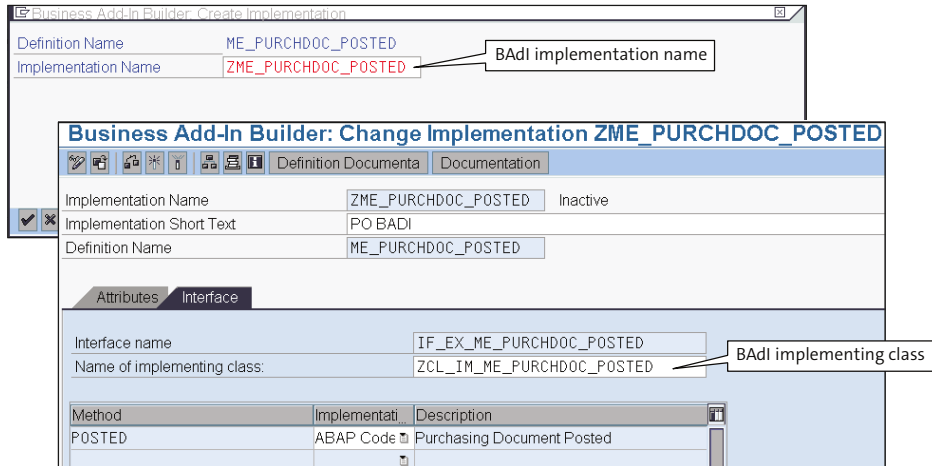 Business Add-In Builder: Create Implementation
Definition Name ME_PURCHDOC_POSTED
Implementation Name ZME_PURCHDOC_POSTED
BAdI implementation name
Business Add-In Builder: Change Implementation ZME_PURCHDOC_POSTED
Definition Documenta Documentation
Implementation Name ZME_PURCHDOC_POSTED Inactive
Implementation Short Text PO BADI
Definition Name ME_PURCHDOC_POSTED
Attributes Interface
Interface name IF_EX_ME_PURCHDOC_POSTED
Name of implementing class: ZCL_IM_ME_PURCHDOC_POSTED
BAdI implementing class
Method Implementati... Description
POSTED ABAP Code Purchasing Document Posted